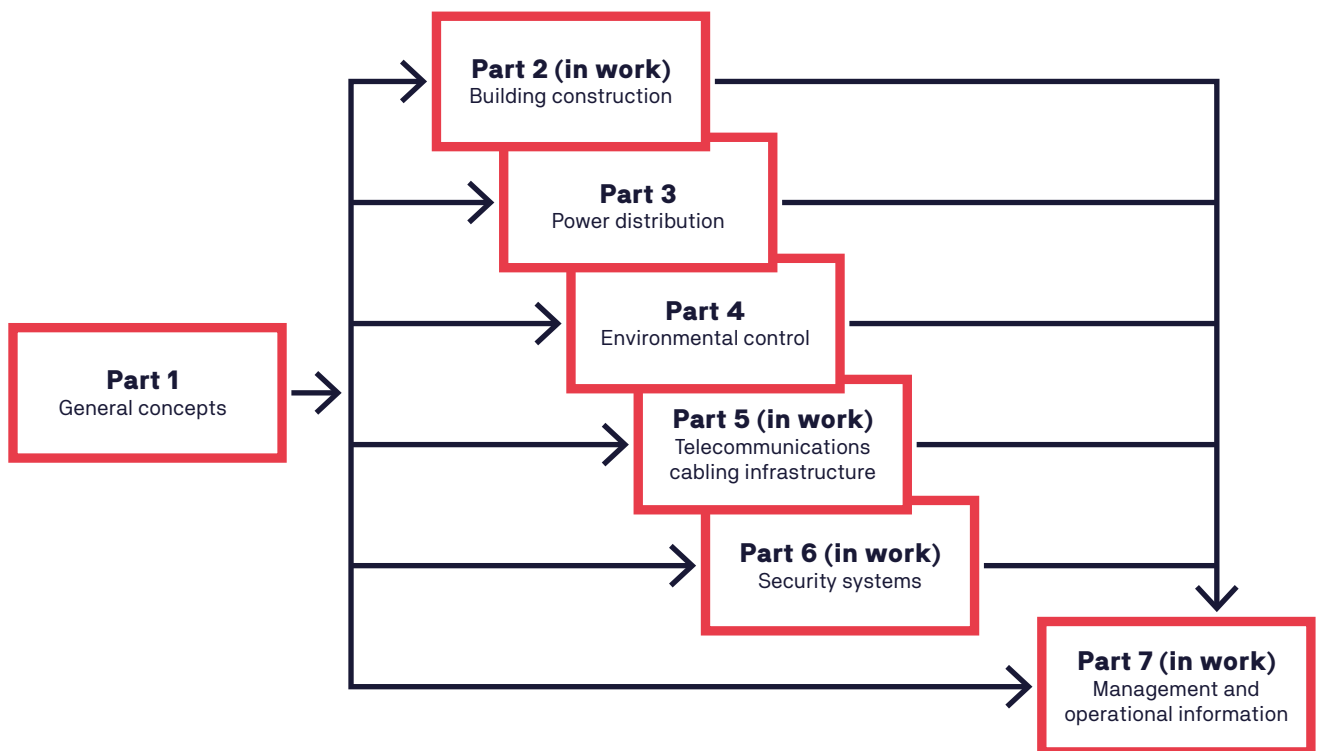 Part 1
General concepts
Part 2 (in work)
Building construction
Part 3
Power distribution
Part 4
Environmental control
Part 5 (in work)
Telecommunications
cabling infrastructure
Part 6 (in work)
Security systems
Part 7 (in work)
Management and
operational information